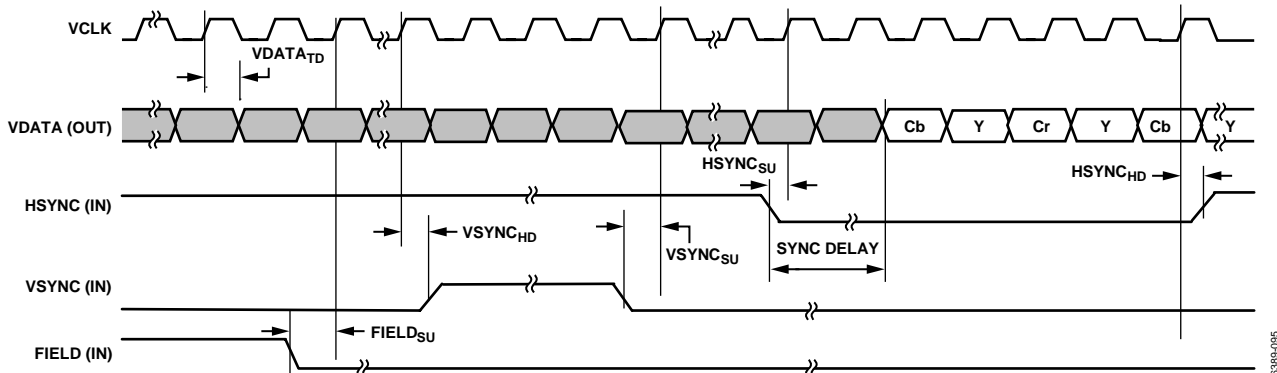 VCLK
VDATA_TD
VDATA (OUT)
Cb Y Cr Y Cb Y
HSYNC_SU
HSYNC_HD
HSYNC (IN)
VSYNC_HD
VSYNC_SU
SYNC DELAY
VSYNC (IN)
FIELD_SU
FIELD (IN)